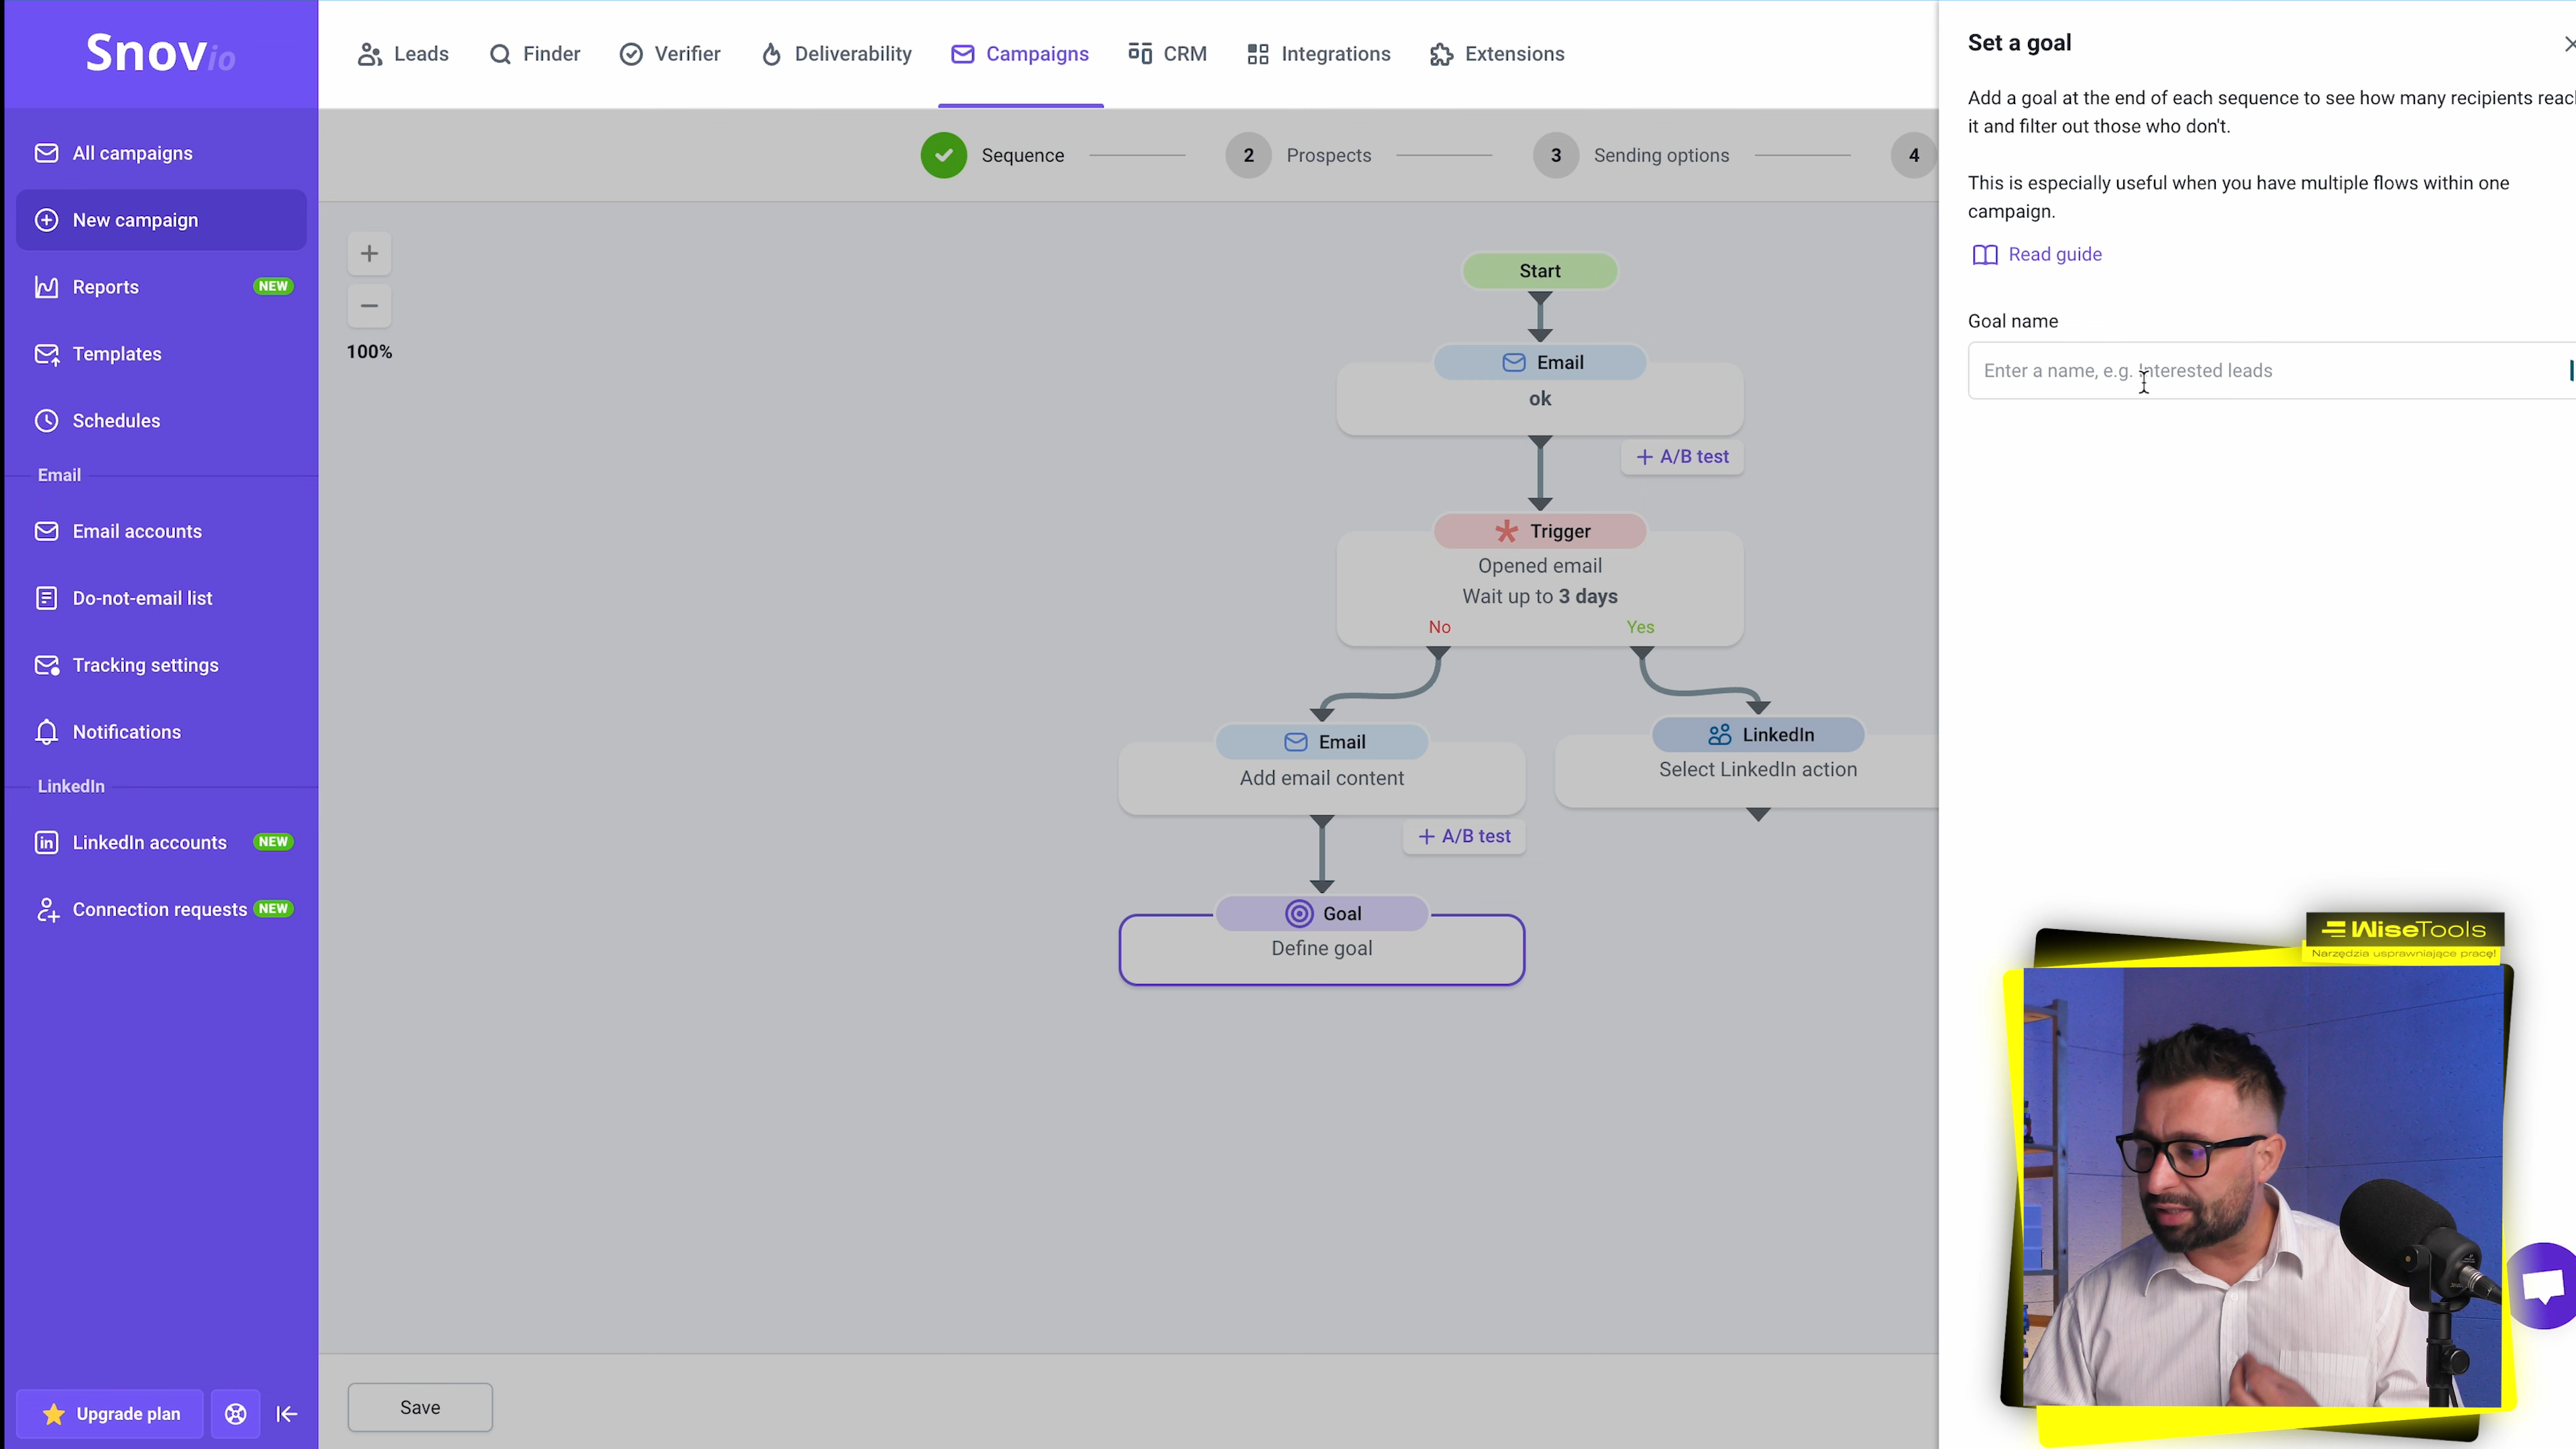 Snovio
Leads
Finder
Verifier
Deliverability
Campaigns
CRM
Integrations
Extensions
All campaigns
New campaign
Reports NEW
Templates
Schedules
Email
Email accounts
Do-not-email list
Tracking settings
Notifications
LinkedIn
LinkedIn accounts NEW
Connection requests NEW
Upgrade plan
Sequence
2 Prospects
3 Sending options
4
100%
Start
Email
ok
+ A/B test
Trigger
Opened email
Wait up to 3 days
No
Yes
Email
Add email content
+ A/B test
LinkedIn
Select LinkedIn action
Goal
Define goal
Save
Set a goal
Add a goal at the end of each sequence to see how many recipients reac
it and filter out those who don't.
This is especially useful when you have multiple flows within one
campaign.
Read guide
Goal name
Enter a name, e.g. interested leads
WiseTools
Narzędzia usprawniające pracę!